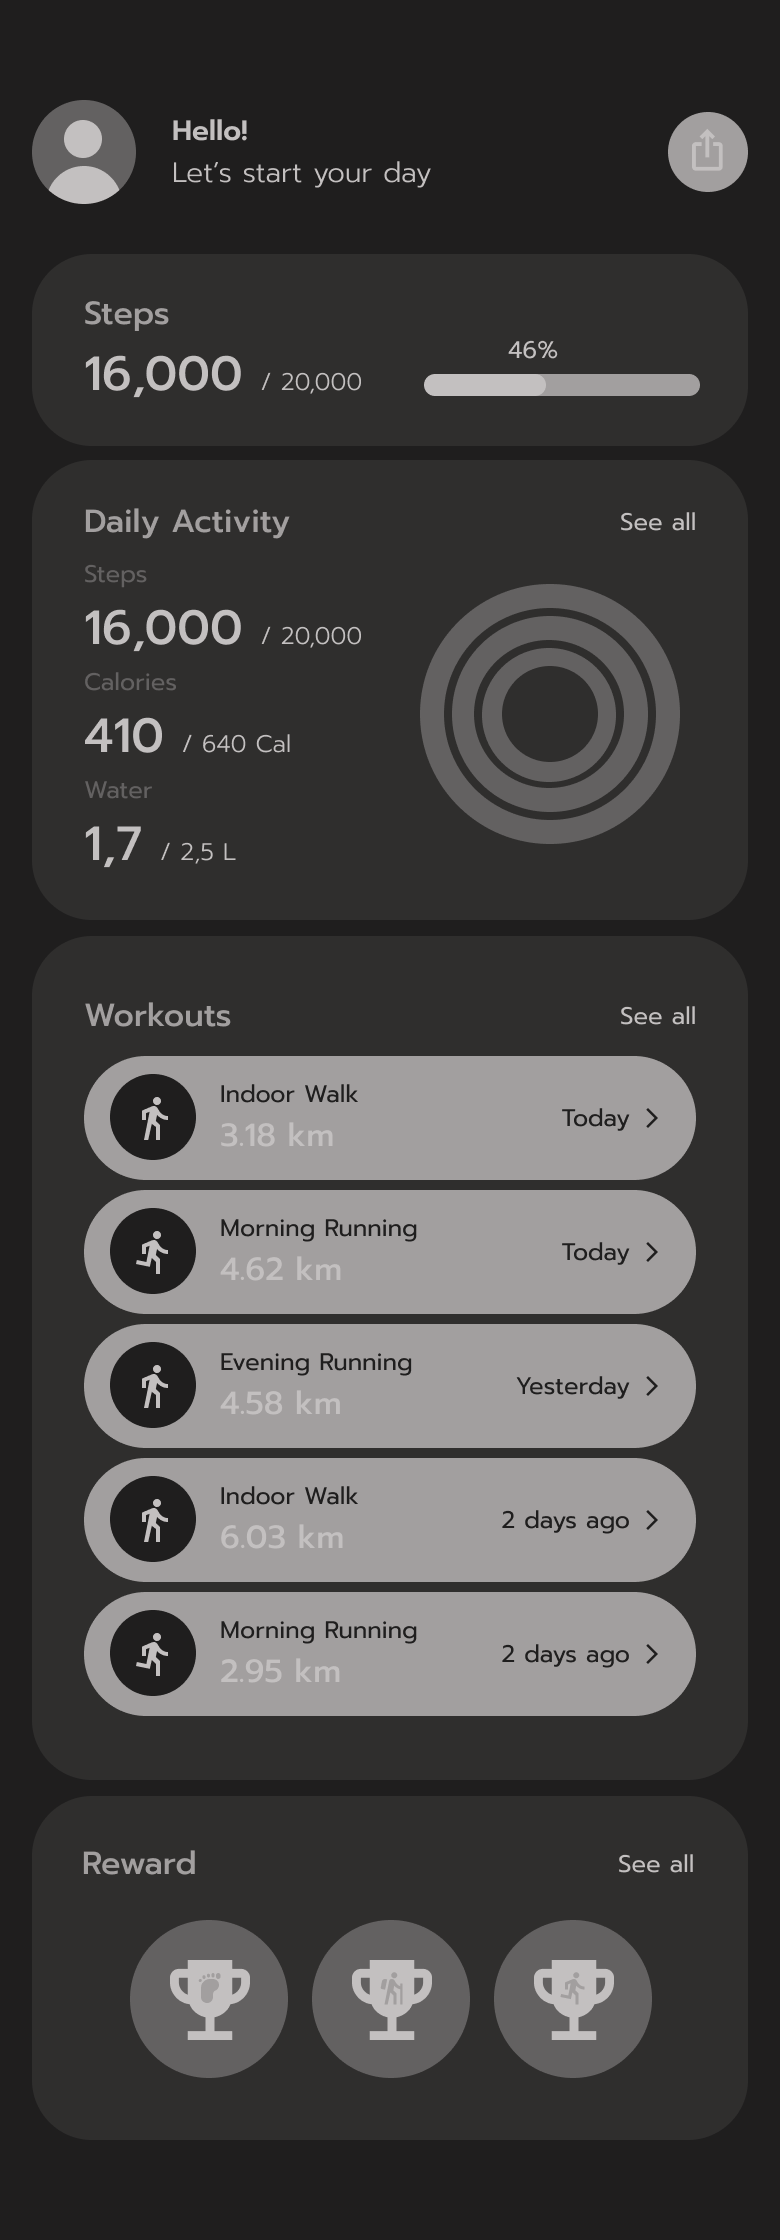 Hello!
Let's start your day
Steps
16,000 / 20,000
46%
Daily Activity
See all
Steps
16,000 / 20,000
Calories
410 / 640 Cal
Water
1,7 / 2,5 L
Workouts
See all
Indoor Walk
3.18 km
Today
Morning Running
4.62 km
Today
Evening Running
4.58 km
Yesterday
Indoor Walk
6.03 km
2 days ago
Morning Running
2.95 km
2 days ago
Reward
See all